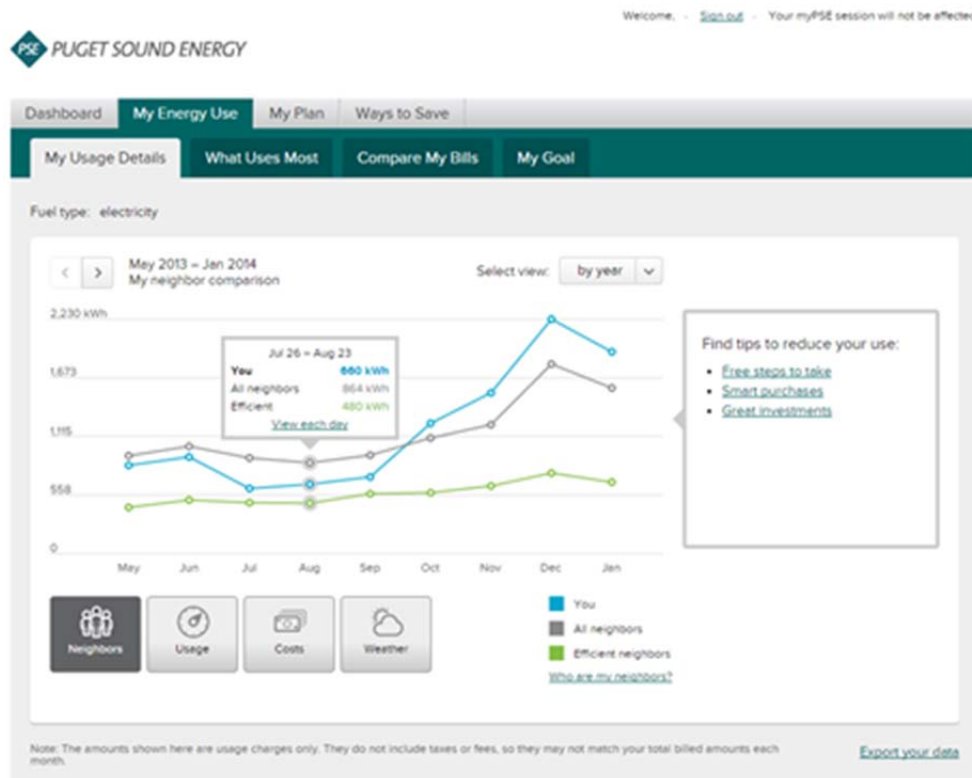 Welcome, - Sign out - Your myPSE session will not be affected
PSE PUGET SOUND ENERGY
Dashboard My Energy Use My Plan Ways to Save
My Usage Details What Uses Most Compare My Bills My Goal
Fuel type: electricity
May 2013 – Jan 2014
My neighbor comparison
Select view: by year
2,230 kWh
1,673
1,115
558
0
Jul 26 – Aug 23
You 660 kWh
All neighbors 864 kWh
Efficient 480 kWh
View each day
May Jun Jul Aug Sep Oct Nov Dec Jan
Find tips to reduce your use:
Free steps to take
Smart purchases
Great investments
Neighbors Usage Costs Weather
You
All neighbors
Efficient neighbors
Who are my neighbors?
Note: The amounts shown here are usage charges only. They do not include taxes or fees, so they may not match your total billed amounts each
month.
Export your data